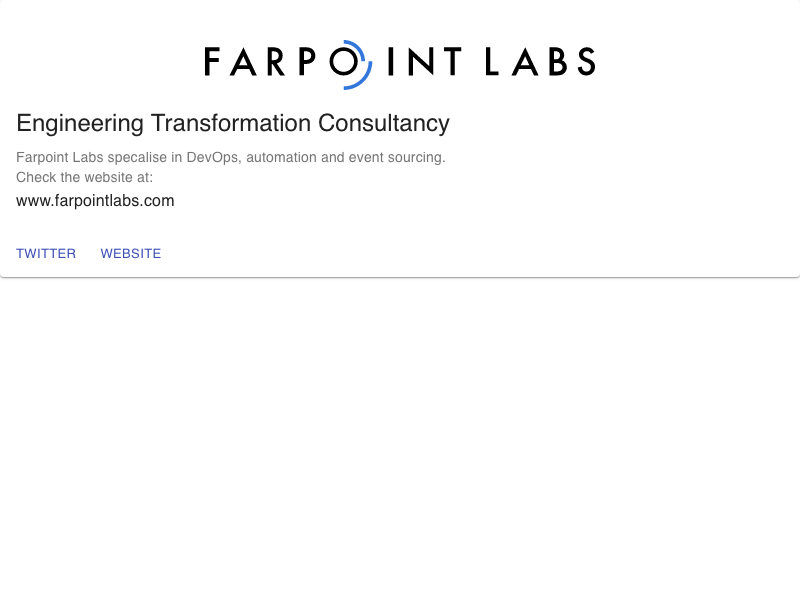 FARPOINT LABS
Engineering Transformation Consultancy
Farpoint Labs specalise in DevOps, automation and event sourcing.
Check the website at:
www.farpointlabs.com
TWITTER WEBSITE